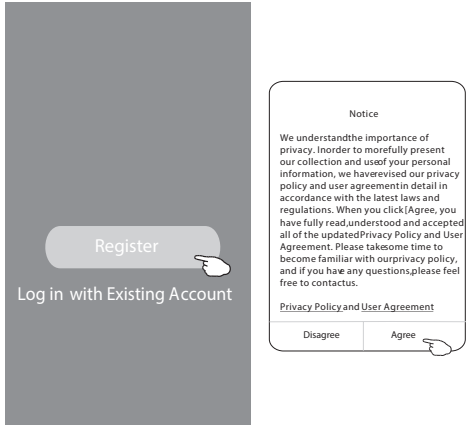 Register
Log in with Existing Account
Notice
We understandthe importance of
privacy. Inorder to morefully present
our collection and useof your personal
information, we haverevised our privacy
policy and user agreementin detail in
accordance with the latest laws and
regulations. When you click[Agree, you
have fully read,understood and accepted
all of the updatedPrivacy Policy and User
Agreement. Please takesome time to
become familiar with ourprivacy policy,
and if you have any questions,please feel
free to contactus.
Privacy Policy and User Agreement
Disagree Agree